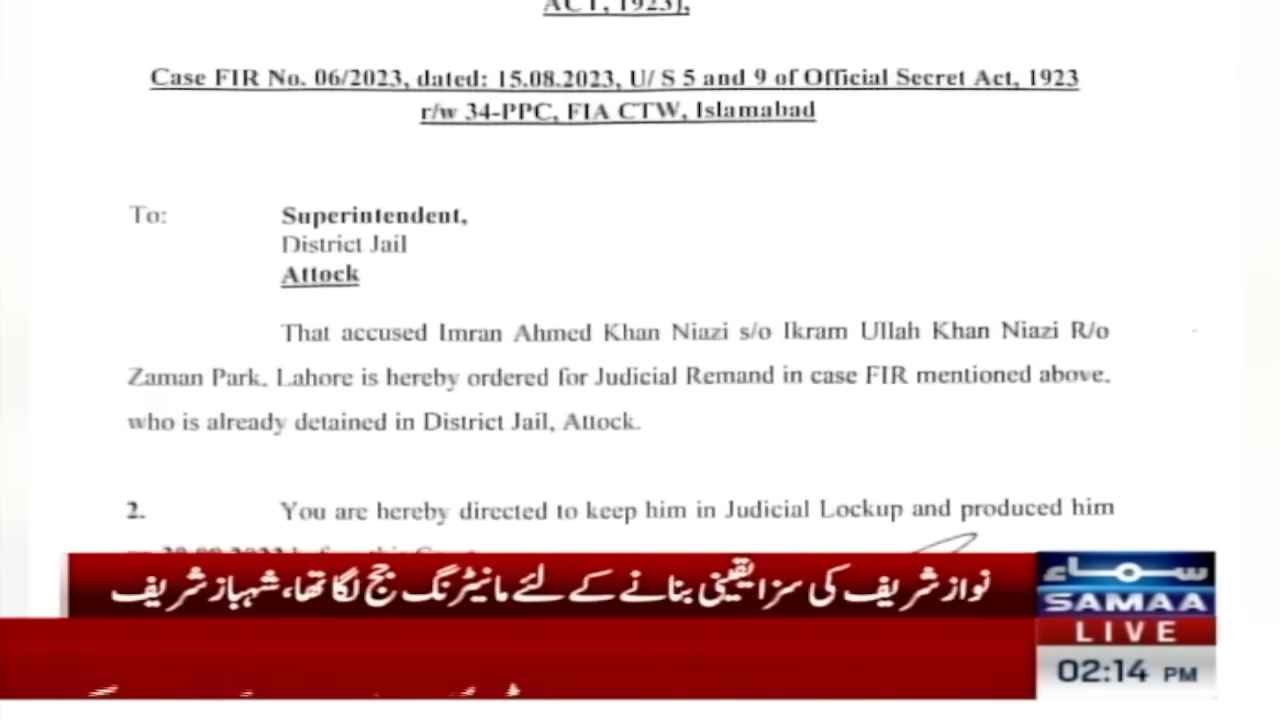 ACT, 1923],
Case FIR No. 06/2023, dated: 15.08.2023, U/ S 5 and 9 of Official Secret Act, 1923
r/w 34-PPC, FIA CTW, Islamabad
To:
Superintendent,
District Jail
Attock
That accused Imran Ahmed Khan Niazi s/o Ikram Ullah Khan Niazi R/o
Zaman Park, Lahore is hereby ordered for Judicial Remand in case FIR mentioned above,
who is already detained in District Jail, Attock.
2. You are hereby directed to keep him in Judicial Lockup and produced him
نواز شریف کی سزا یقینی بنانے کے لئے مانیٹرنگ جج لگا تھا، شہباز شریف
سماء
SAMAA
LIVE
02:14 PM